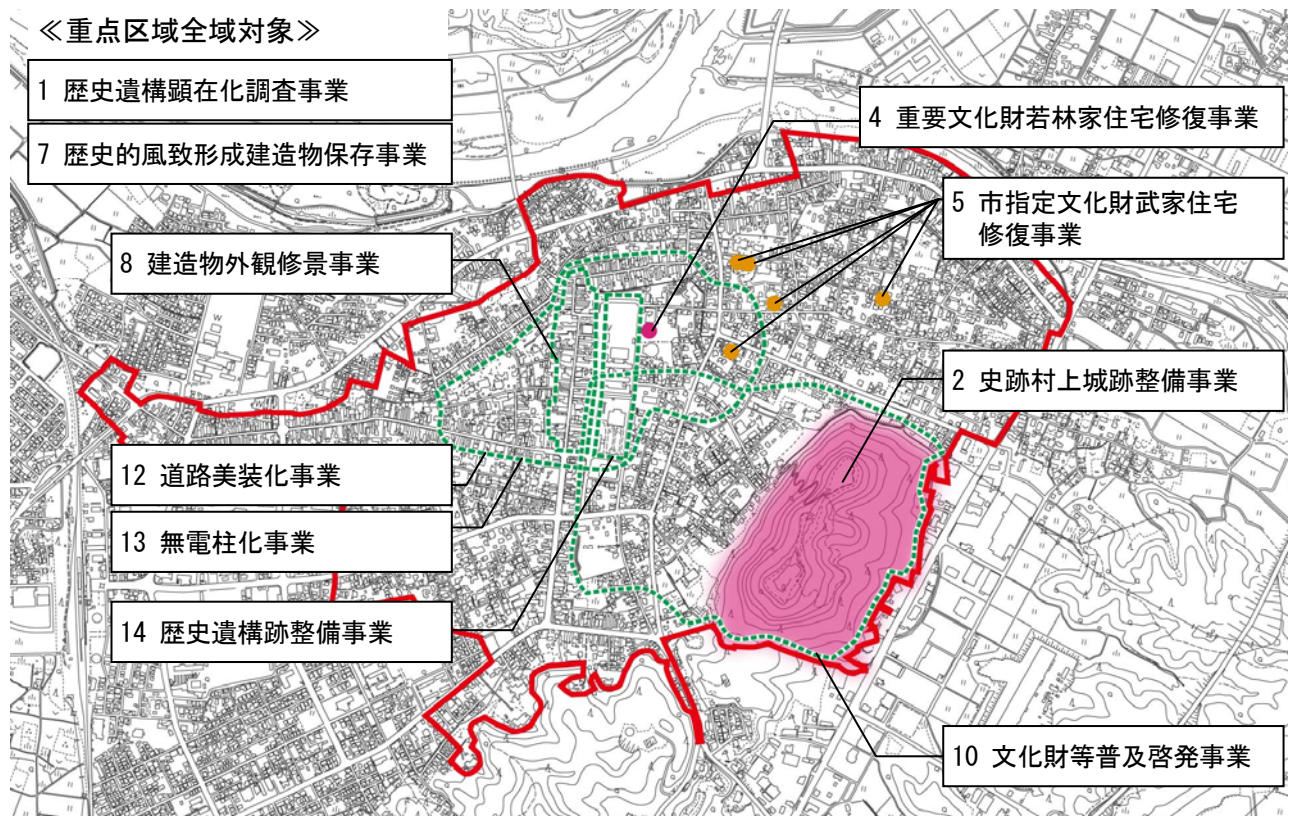 ≪重点区域全域対象≫
1 歴史遺構顕在化調査事業
7 歴史的風致形成建造物保存事業
4 重要文化財若林家住宅修復事業
5 市指定文化財武家住宅
修復事業
8 建造物外観修景事業
2 史跡村上城跡整備事業
12 道路美装化事業
13 無電柱化事業
14 歴史遺構跡整備事業
10 文化財等普及啓発事業